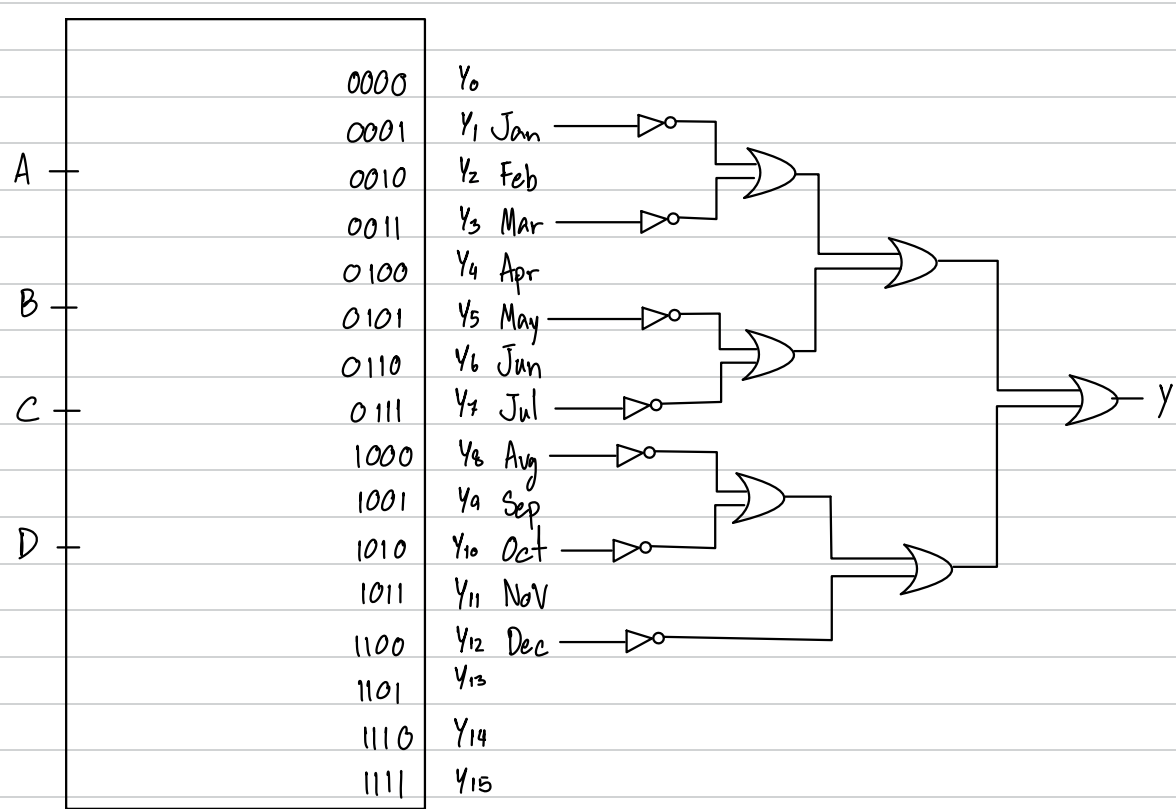 0000 Y0
0001 Y1 Jan
A 0010 Y2 Feb
0011 Y3 Mar
0100 Y4 Apr
B 0101 Y5 May
0110 Y6 Jun
C 0111 Y7 Jul
1000 Y8 Aug
1001 Y9 Sep
D 1010 Y10 Oct
1011 Y11 NoV
1100 Y12 Dec
1101 Y13
1110 Y14
1111 Y15
Y